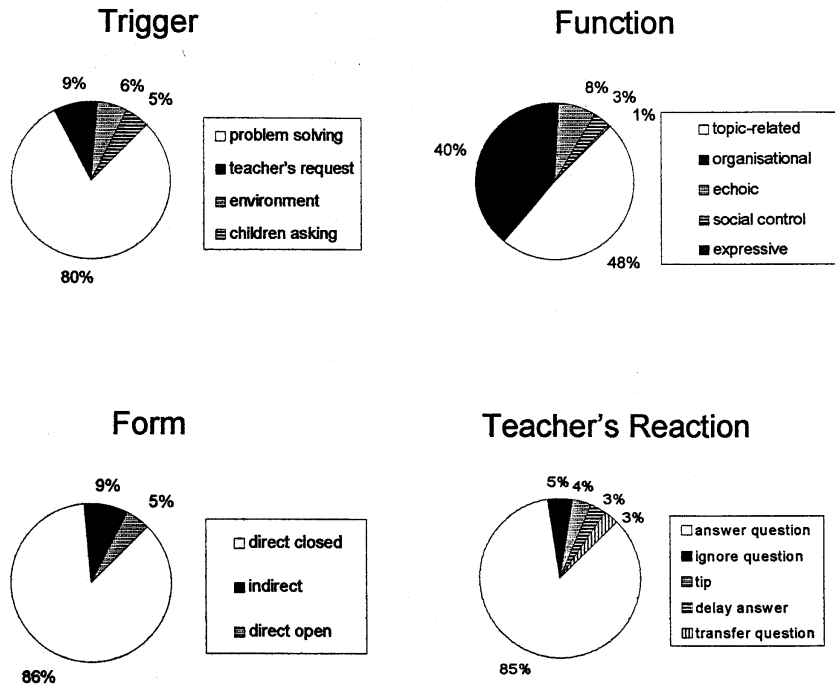 Trigger
9%
6%
5%
80%
problem solving
teacher's request
environment
children asking
Function
8%
3%
1%
40%
48%
topic-related
organisational
echoic
social control
expressive
Form
9%
5%
86%
direct closed
indirect
direct open
Teacher's Reaction
5%
4%
3%
3%
85%
answer question
ignore question
tip
delay answer
transfer question